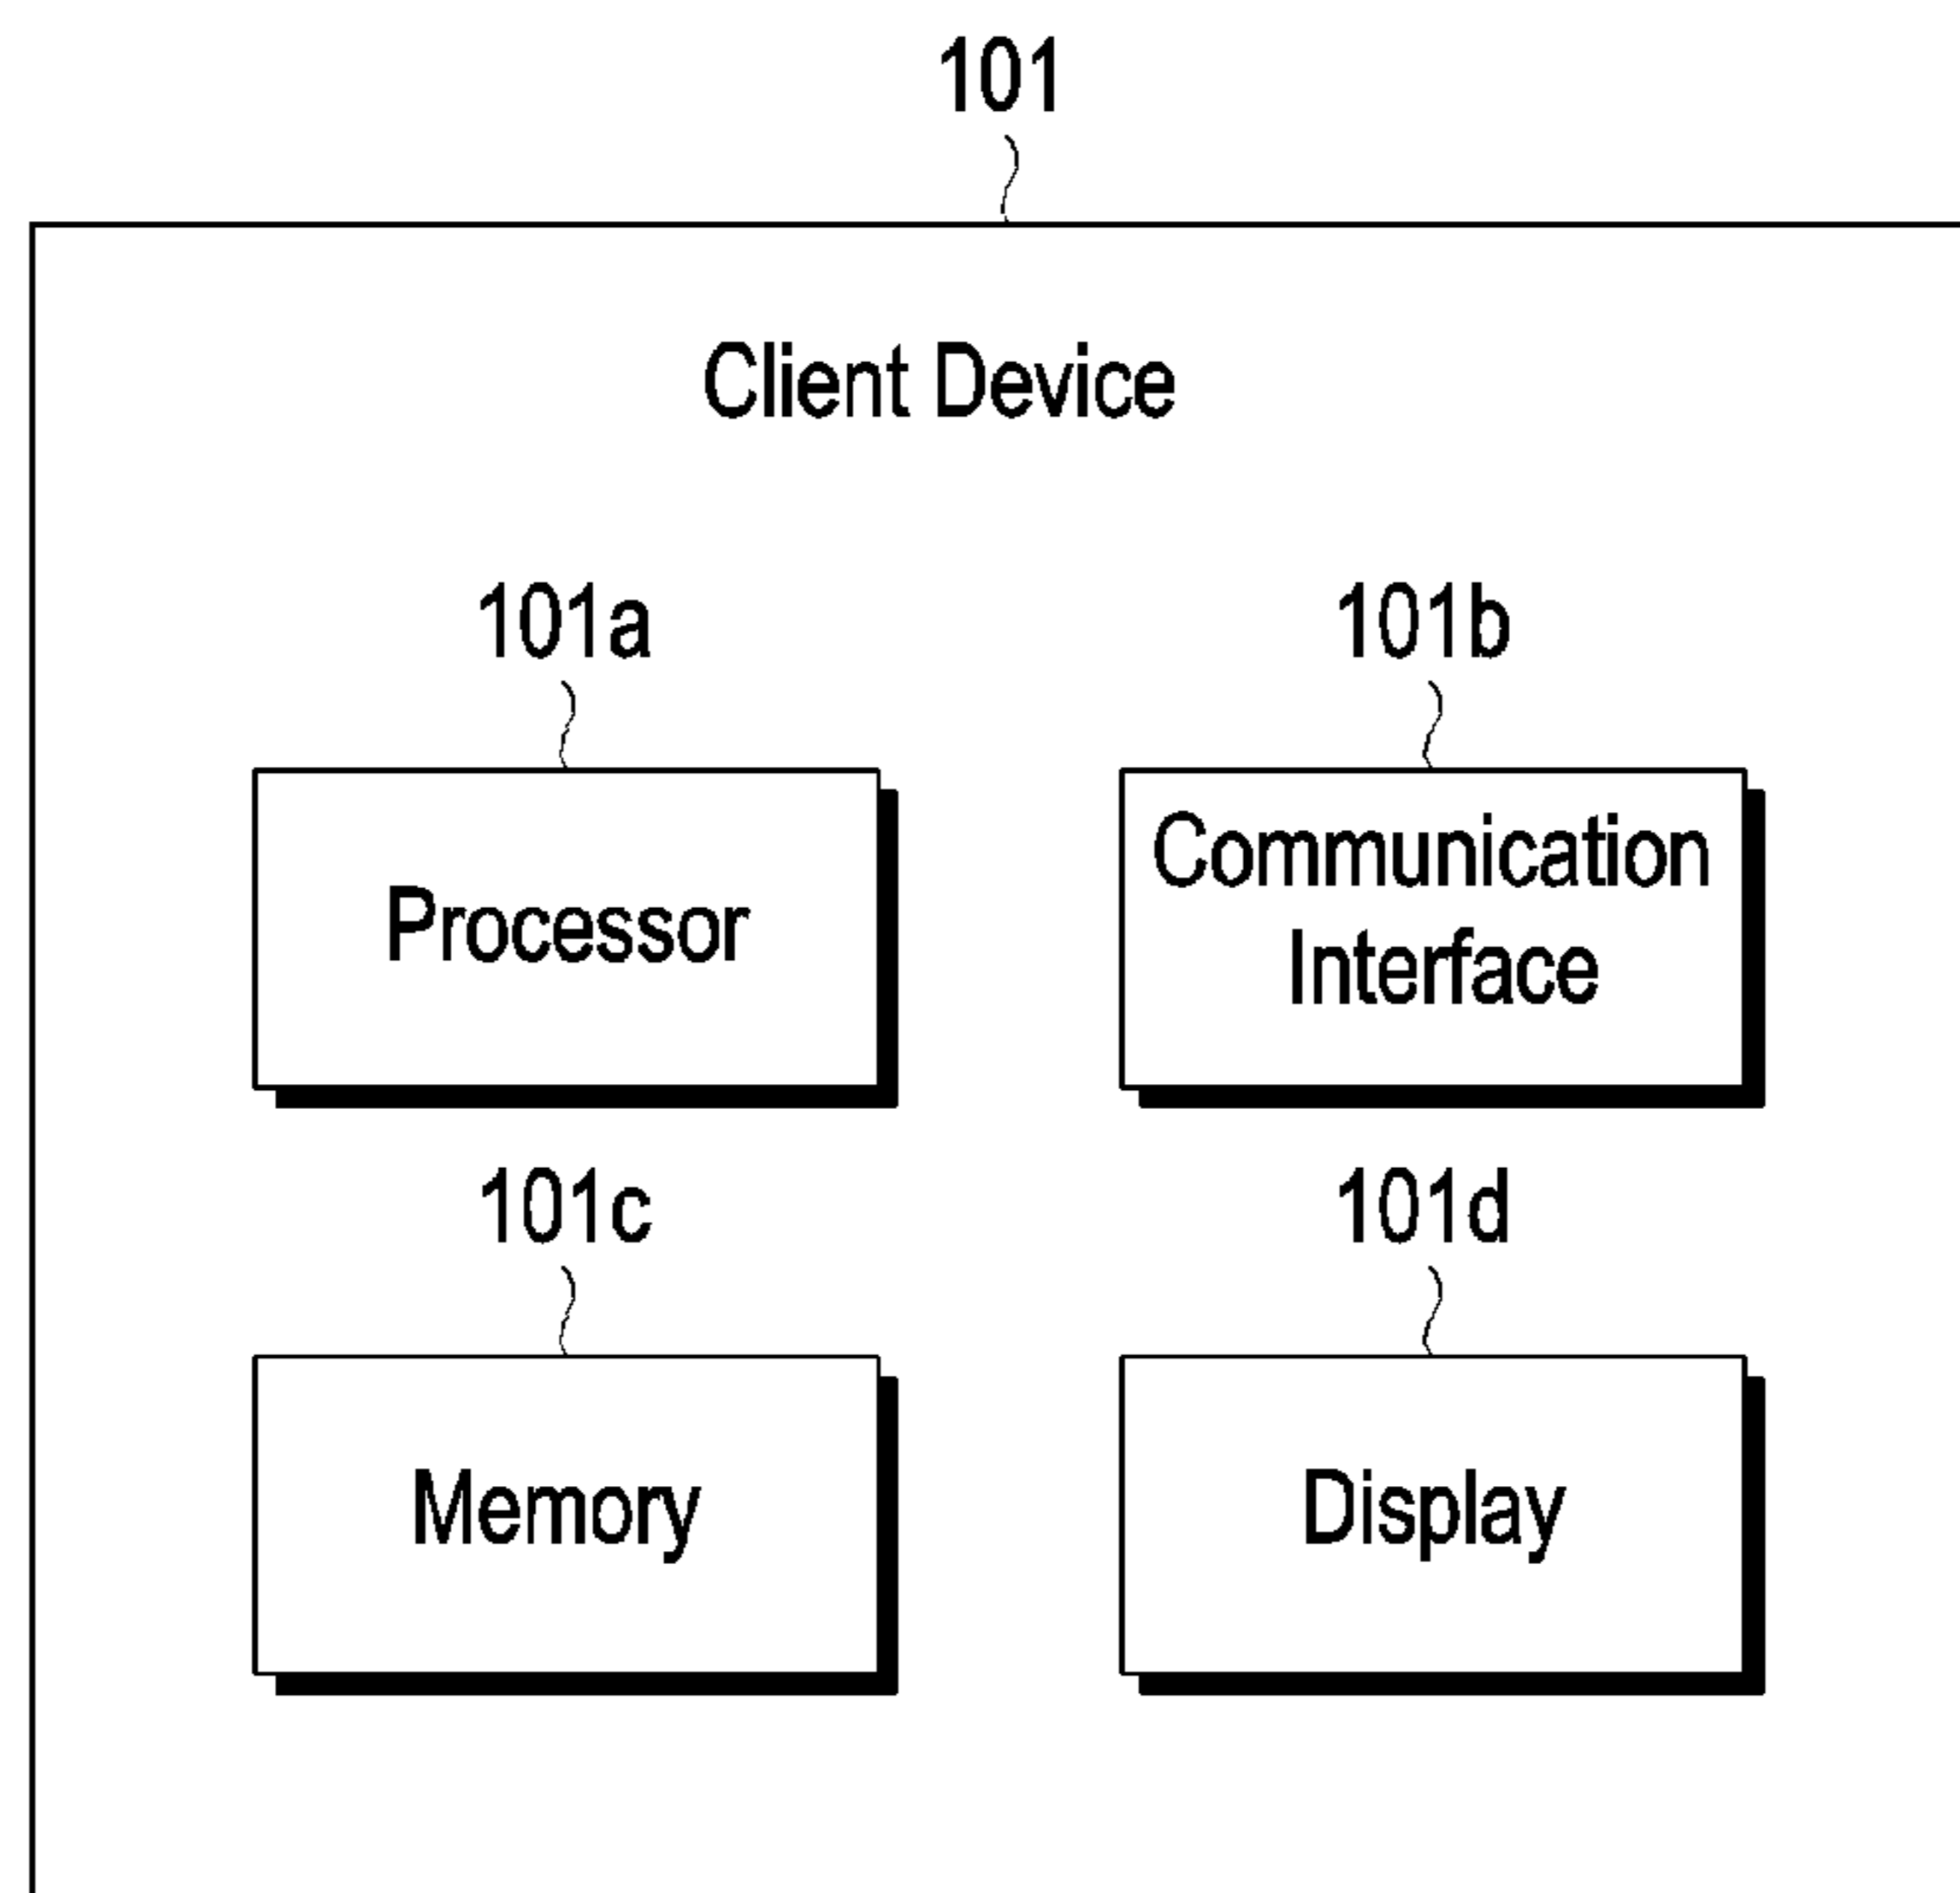 101
Client Device
101a
101b
Processor
Communication
Interface
101c
101d
Memory
Display